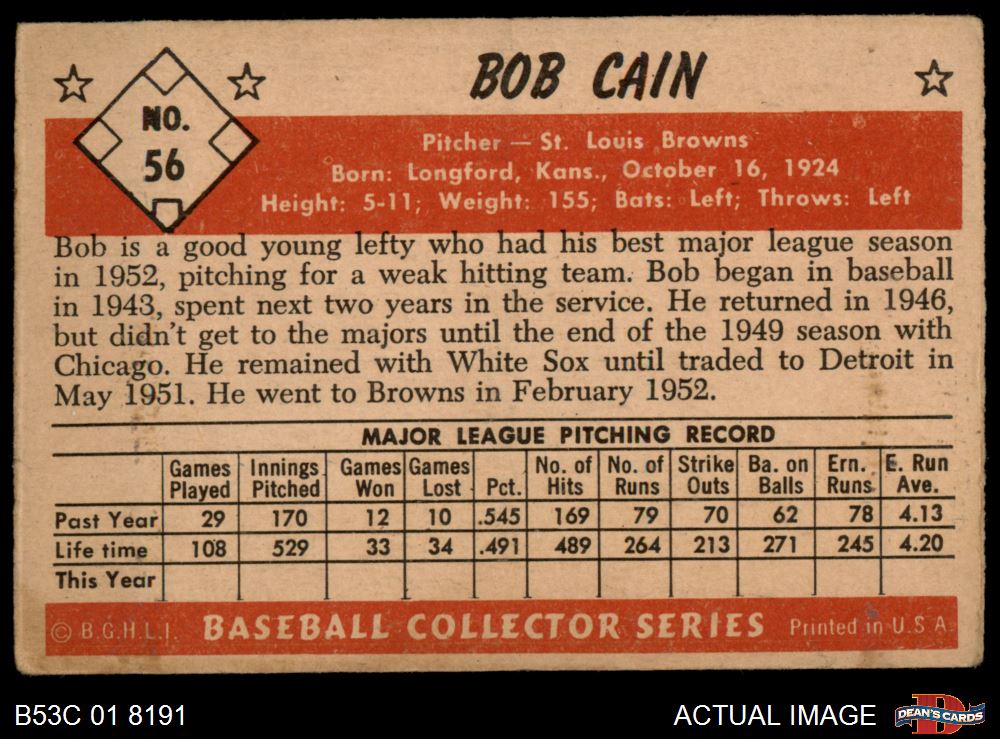 NO.
56
BOB CAIN
Pitcher — St. Louis Browns
Born: Longford, Kans., October 16, 1924
Height: 5-11; Weight: 155; Bats: Left; Throws: Left
Bob is a good young lefty who had his best major league season
in 1952, pitching for a weak hitting team. Bob began in baseball
in 1943, spent next two years in the service. He returned in 1946,
but didn't get to the majors until the end of the 1949 season with
Chicago. He remained with White Sox until traded to Detroit in
May 1951. He went to Browns in February 1952.
MAJOR LEAGUE PITCHING RECORD
Games Played Innings Pitched Games Won Games Lost Pct. No. of Hits No. of Runs Strike Outs Ba. on Balls Ern. Runs E. Run Ave.
Past Year 29 170 12 10 .545 169 79 70 62 78 4.13
Life time 108 529 33 34 .491 489 264 213 271 245 4.20
This Year
© B.G.H.L.I. BASEBALL COLLECTOR SERIES Printed in U.S.A.
B53C 01 8191 ACTUAL IMAGE DEAN'S CARDS